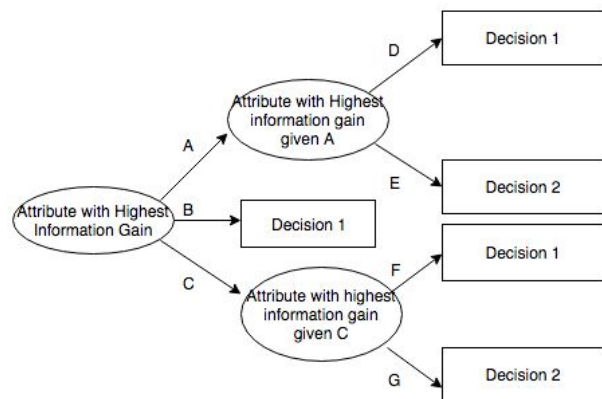 D
Decision 1
Attribute with Highest
information gain
given A
A
E
Decision 2
Attribute with Highest
Information Gain
B
Decision 1
C
F
Decision 1
Attribute with highest
information gain
given C
G
Decision 2